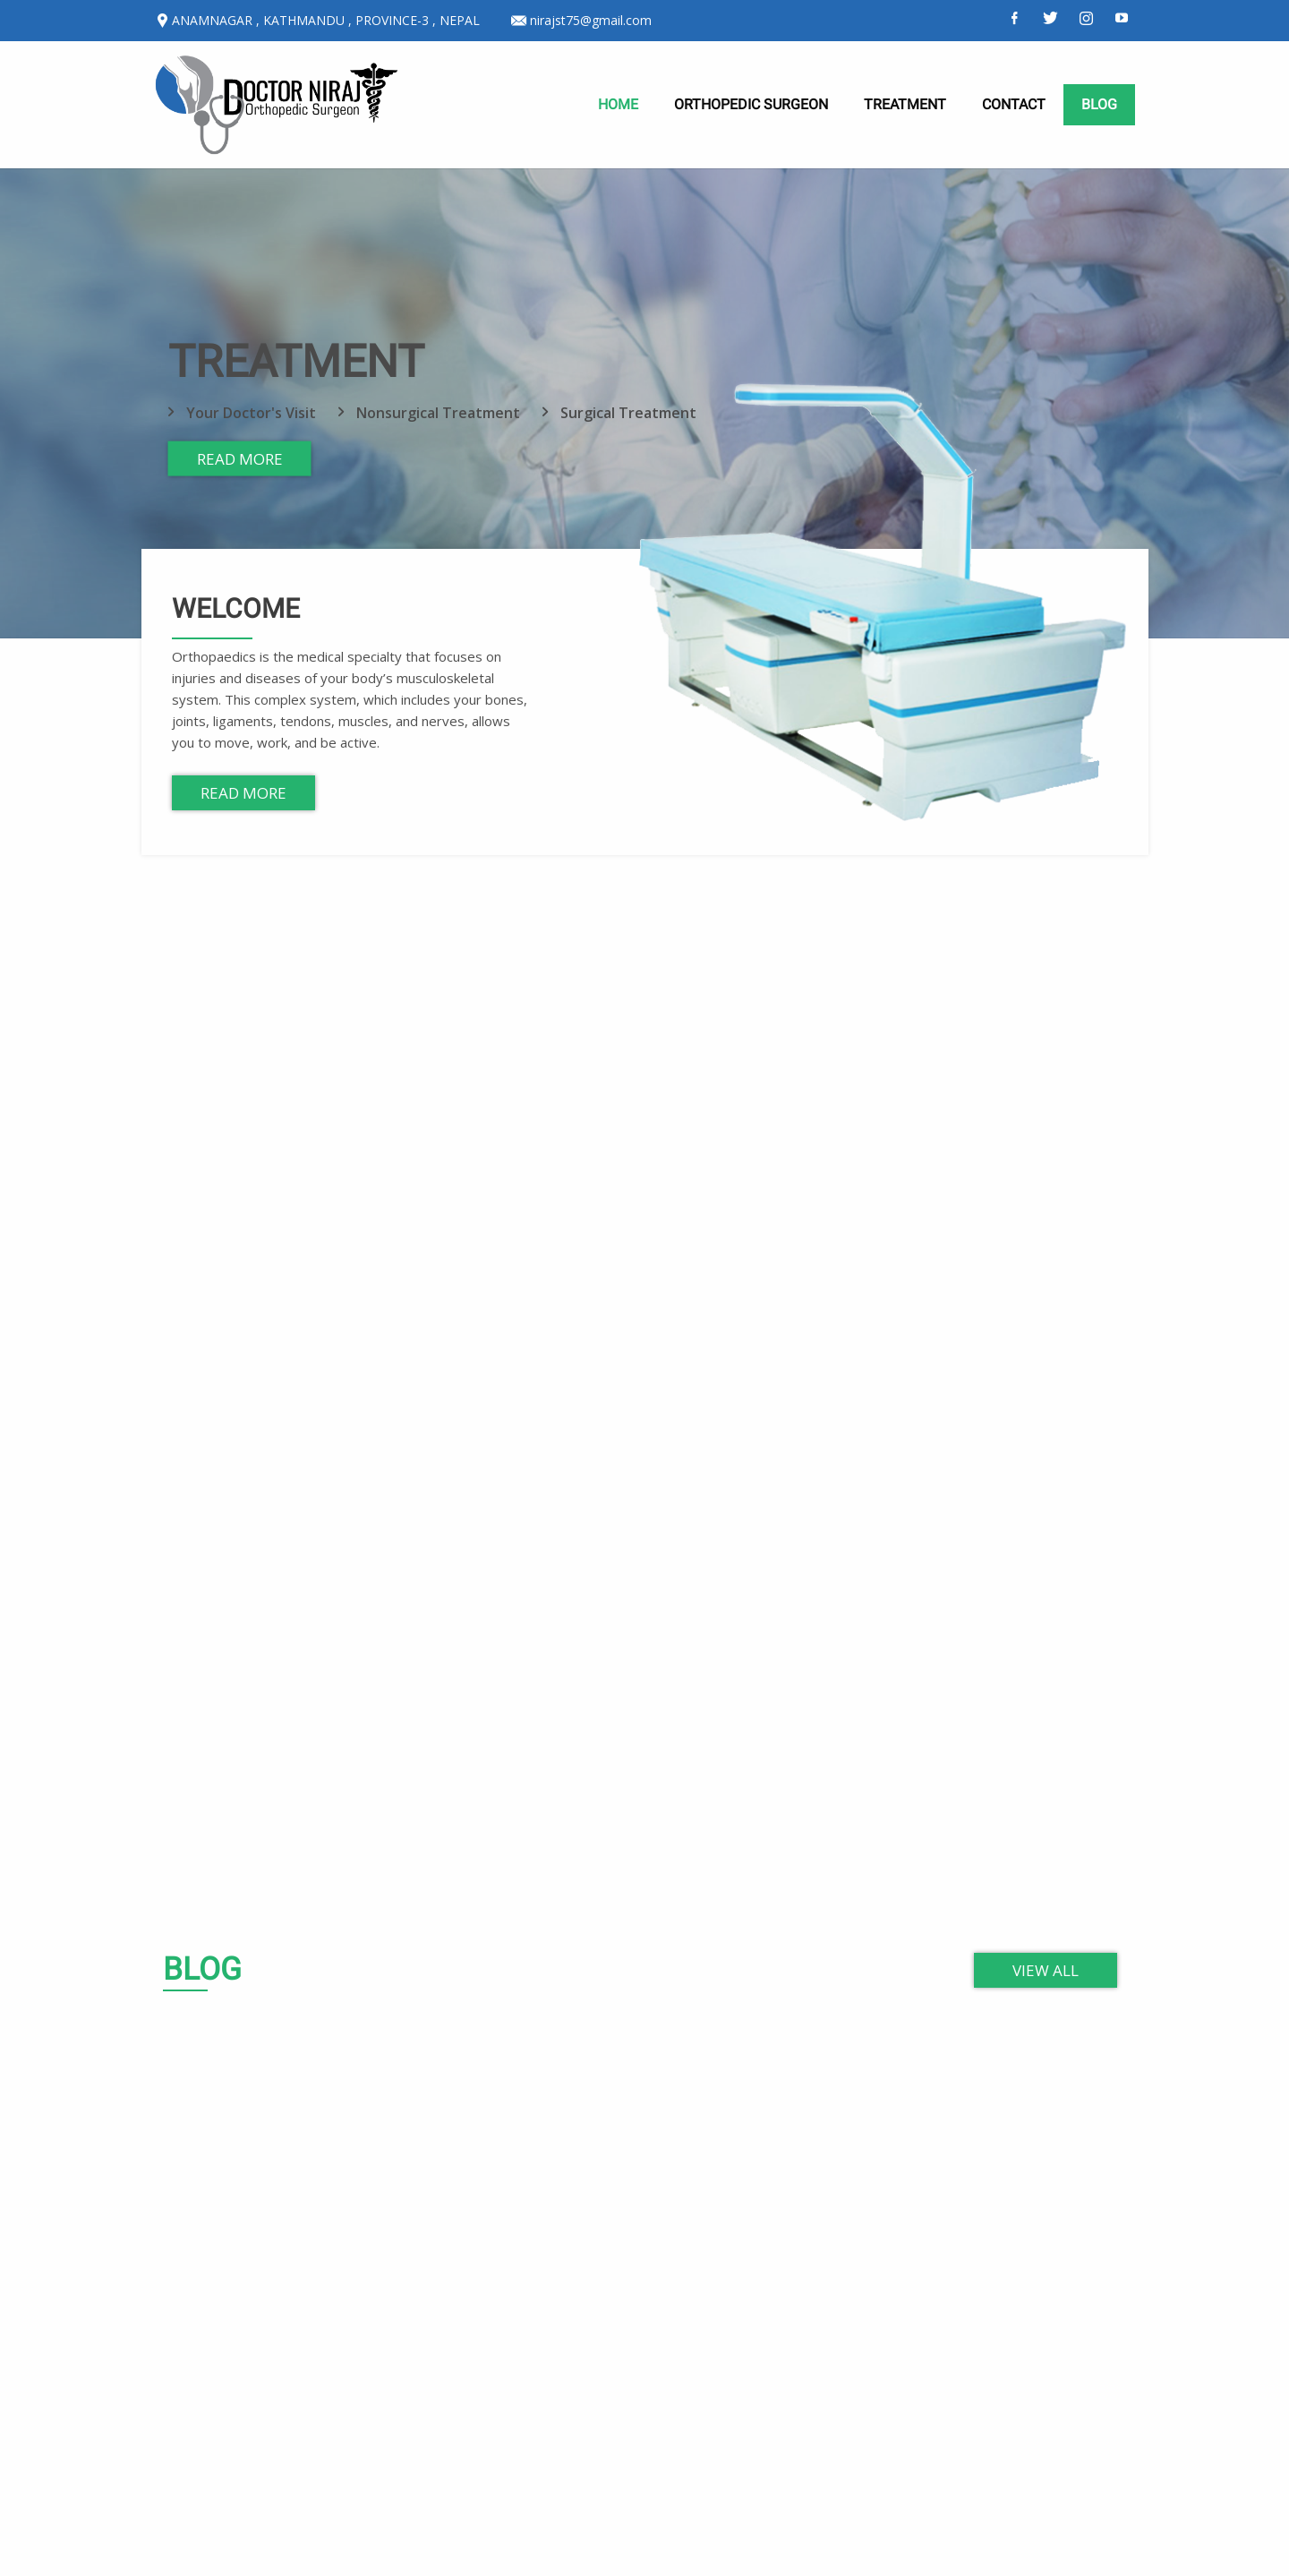 ANAMNAGAR , KATHMANDU , PROVINCE-3 , NEPAL nirajst75@gmail.com
DOCTOR NIRAJ
Orthopedic Surgeon
HOME ORTHOPEDIC SURGEON TREATMENT CONTACT BLOG
TREATMENT
Your Doctor's Visit Nonsurgical Treatment Surgical Treatment
READ MORE
WELCOME
Orthopaedics is the medical specialty that focuses on
injuries and diseases of your body’s musculoskeletal
system. This complex system, which includes your bones,
joints, ligaments, tendons, muscles, and nerves, allows
you to move, work, and be active.
READ MORE
BLOG
VIEW ALL